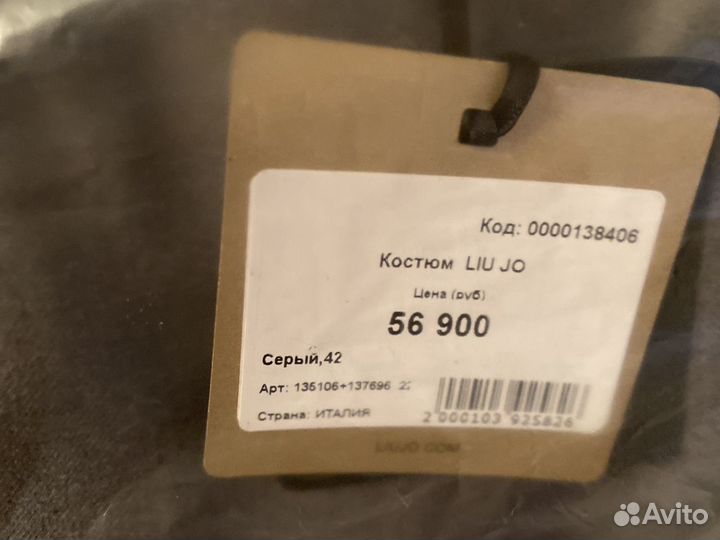 Код: 0000138406
Костюм LIU JO
Цена (руб)
56 900
Серый,42
Арт: 135106+137696 22
Страна: ИТАЛИЯ
2 000103 925826
LIUJO.COM
Avito